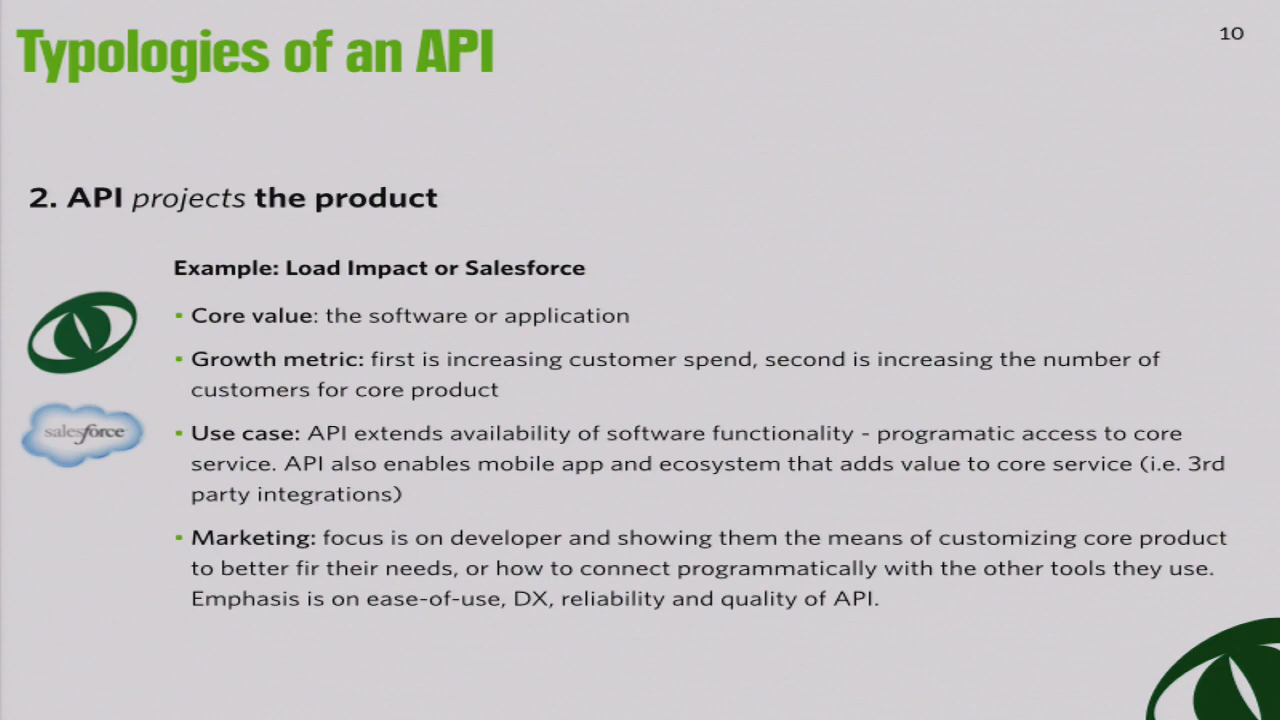 Typologies of an API
10
2. API projects the product
Example: Load Impact or Salesforce
▪ Core value: the software or application
▪ Growth metric: first is increasing customer spend, second is increasing the number of
customers for core product
▪ Use case: API extends availability of software functionality - programatic access to core
service. API also enables mobile app and ecosystem that adds value to core service (i.e. 3rd
party integrations)
salesforce
▪ Marketing: focus is on developer and showing them the means of customizing core product
to better fir their needs, or how to connect programmatically with the other tools they use.
Emphasis is on ease-of-use, DX, reliability and quality of API.